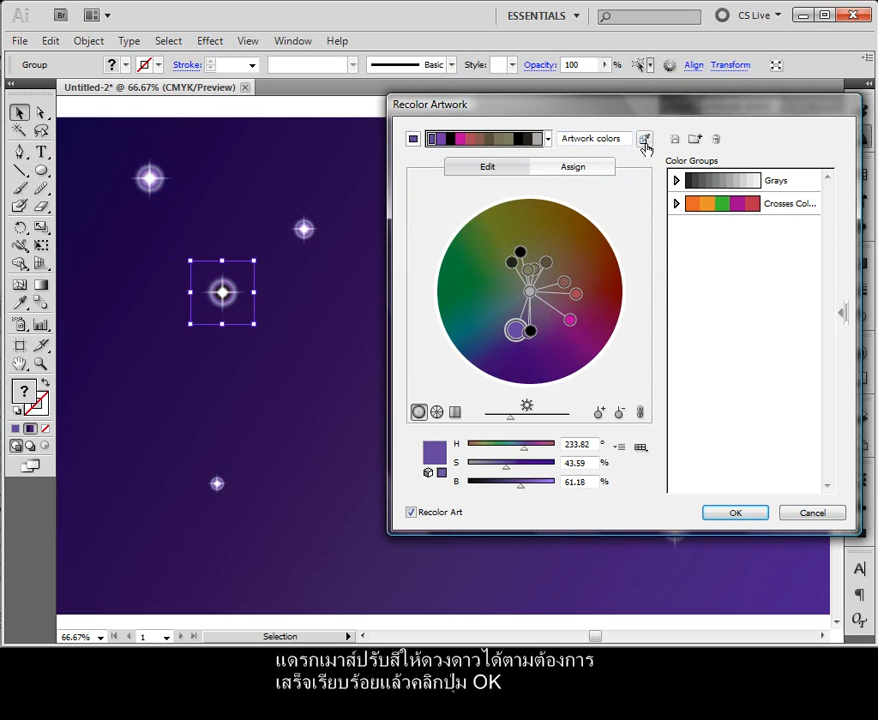 Ai
Br
ESSENTIALS
CS Live
File Edit Object Type Select Effect View Window Help
Group
?
Stroke:
Basic
Style:
Opacity: 100 %
Align
Transform
Untitled-2* @ 66.67% (CMYK/Preview)
Recolor Artwork
Artwork colors
Edit
Assign
Color Groups
Grays
Crosses Col...
H 233.82 °
S 43.59 %
B 61.18 %
Recolor Art
OK
Cancel
?
66.67%
1
Selection
แดรกเมาส์ปรับสีให้ดวงดาวได้ตามต้องการ
เสร็จเรียบร้อยแล้วคลิกปุ่ม OK